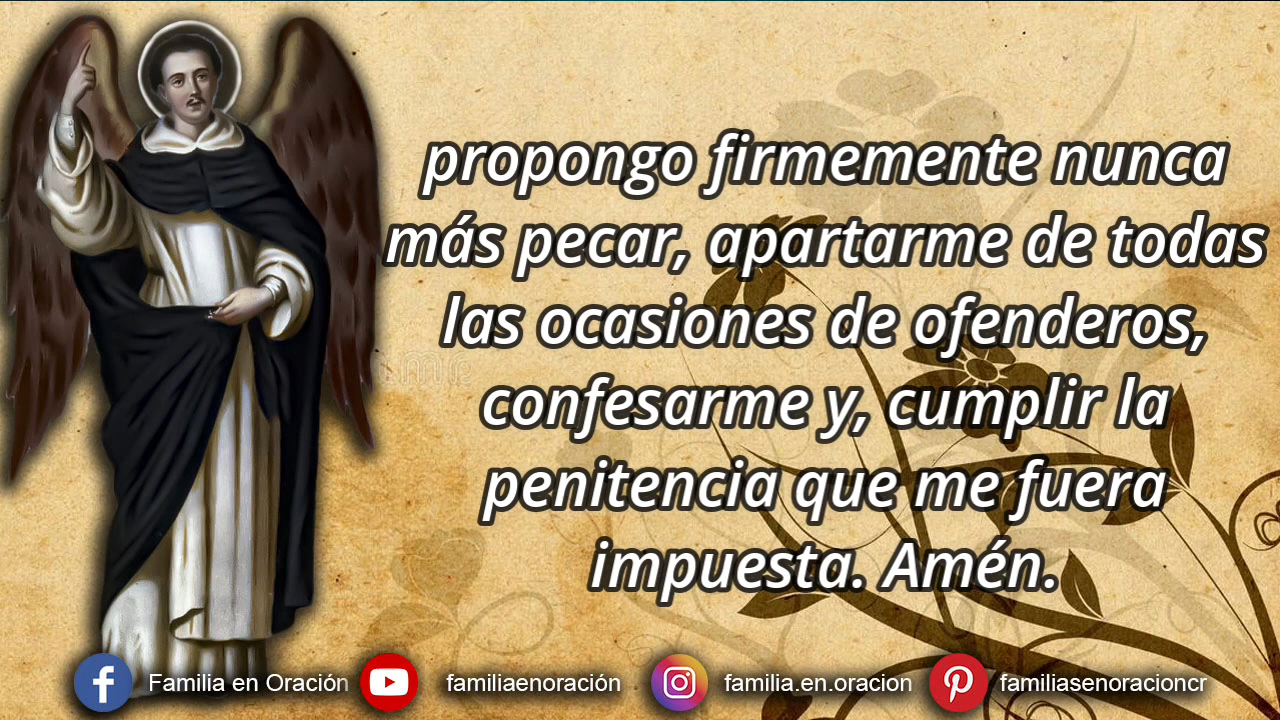 propongo firmemente nunca
más pecar, apartarme de todas
las ocasiones de ofenderos,
confesarme y, cumplir la
penitencia que me fuera
impuesta. Amén.
Familia en Oración familiaenoración familia.en.oracion familiasenoracioncr